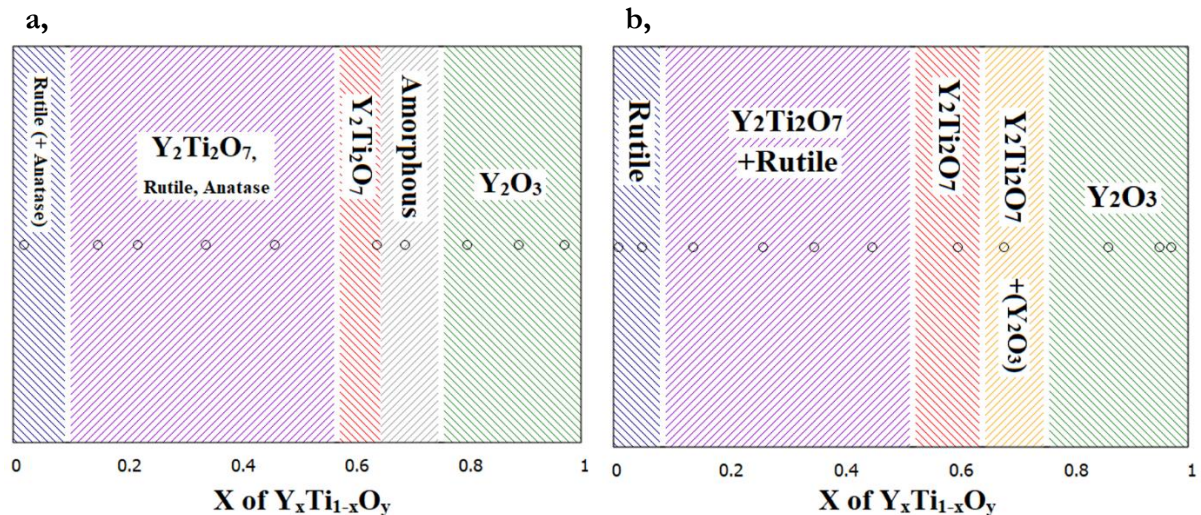 a,
Rutile (+ Anatase)
Y₂Ti₂O₇,
Rutile, Anatase
Y₂Ti₂O₇
Amorphous
Y₂O₃
0
0.2
0.4
0.6
0.8
1
X of YₓTi₁₋ₓOᵧ
b,
Rutile
Y₂Ti₂O₇
+Rutile
Y₂Ti₂O₇
Y₂Ti₂O₇ +(Y₂O₃)
Y₂O₃
0
0.2
0.4
0.6
0.8
1
X of YₓTi₁₋ₓOᵧ